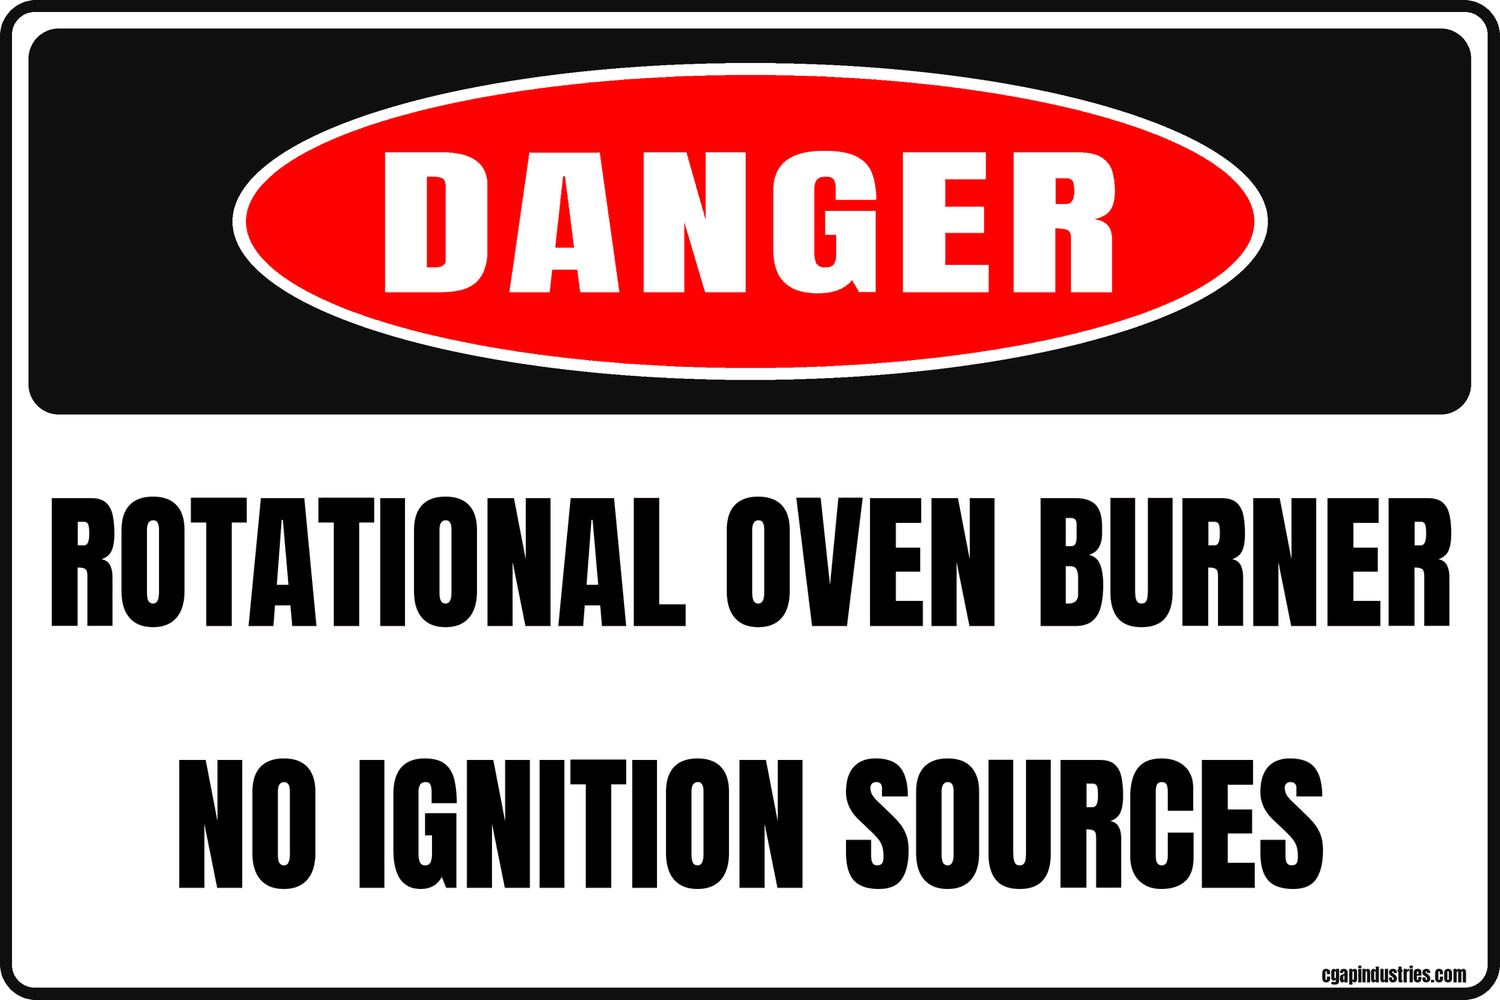 DANGER
ROTATIONAL OVEN BURNER
NO IGNITION SOURCES
cgapindustries.com